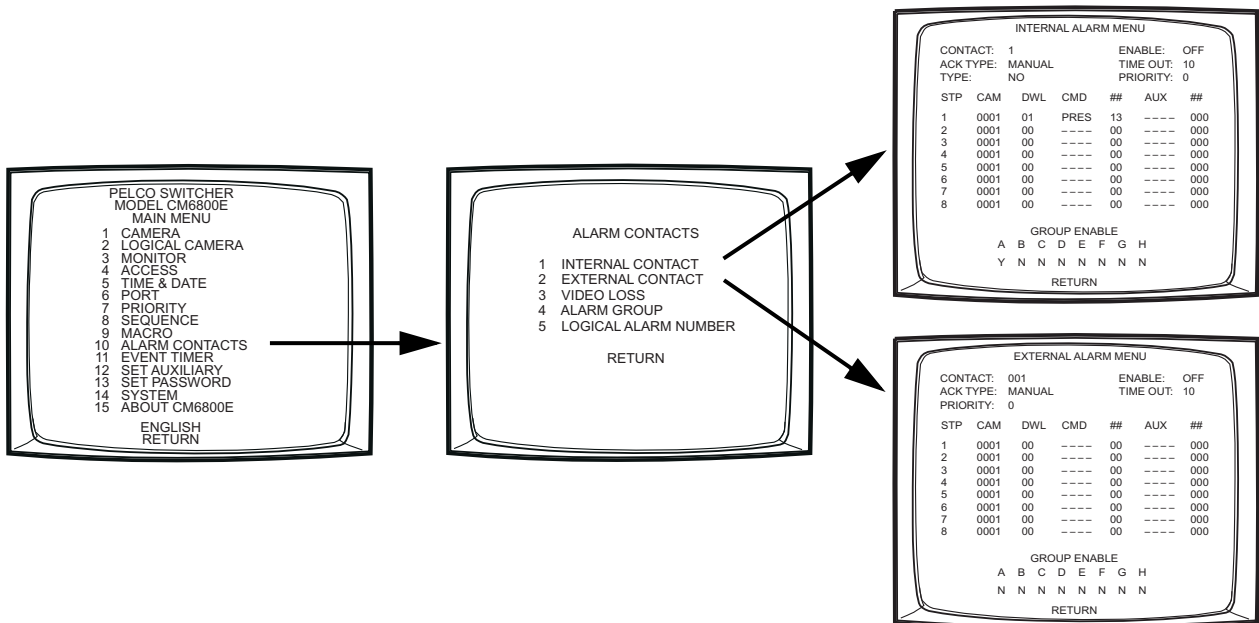 PELCO SWITCHER
MODEL CM6800E
MAIN MENU
1 CAMERA
2 LOGICAL CAMERA
3 MONITOR
4 ACCESS
5 TIME & DATE
6 PORT
7 PRIORITY
8 SEQUENCE
9 MACRO
10 ALARM CONTACTS
11 EVENT TIMER
12 SET AUXILIARY
13 SET PASSWORD
14 SYSTEM
15 ABOUT CM6800E
ENGLISH
RETURN
ALARM CONTACTS
1 INTERNAL CONTACT
2 EXTERNAL CONTACT
3 VIDEO LOSS
4 ALARM GROUP
5 LOGICAL ALARM NUMBER
RETURN
INTERNAL ALARM MENU
CONTACT: 1 ENABLE: OFF
ACK TYPE: MANUAL TIME OUT: 10
TYPE: NO PRIORITY: 0
STP CAM DWL CMD ## AUX ##
1 0001 01 PRES 13 ---- 000
2 0001 00 ---- 00 ---- 000
3 0001 00 ---- 00 ---- 000
4 0001 00 ---- 00 ---- 000
5 0001 00 ---- 00 ---- 000
6 0001 00 ---- 00 ---- 000
7 0001 00 ---- 00 ---- 000
8 0001 00 ---- 00 ---- 000
GROUP ENABLE
A B C D E F G H
Y N N N N N N N
RETURN
EXTERNAL ALARM MENU
CONTACT: 001 ENABLE: OFF
ACK TYPE: MANUAL TIME OUT: 10
PRIORITY: 0
STP CAM DWL CMD ## AUX ##
1 0001 00 ---- 00 ---- 000
2 0001 00 ---- 00 ---- 000
3 0001 00 ---- 00 ---- 000
4 0001 00 ---- 00 ---- 000
5 0001 00 ---- 00 ---- 000
6 0001 00 ---- 00 ---- 000
7 0001 00 ---- 00 ---- 000
8 0001 00 ---- 00 ---- 000
GROUP ENABLE
A B C D E F G H
N N N N N N N N
RETURN